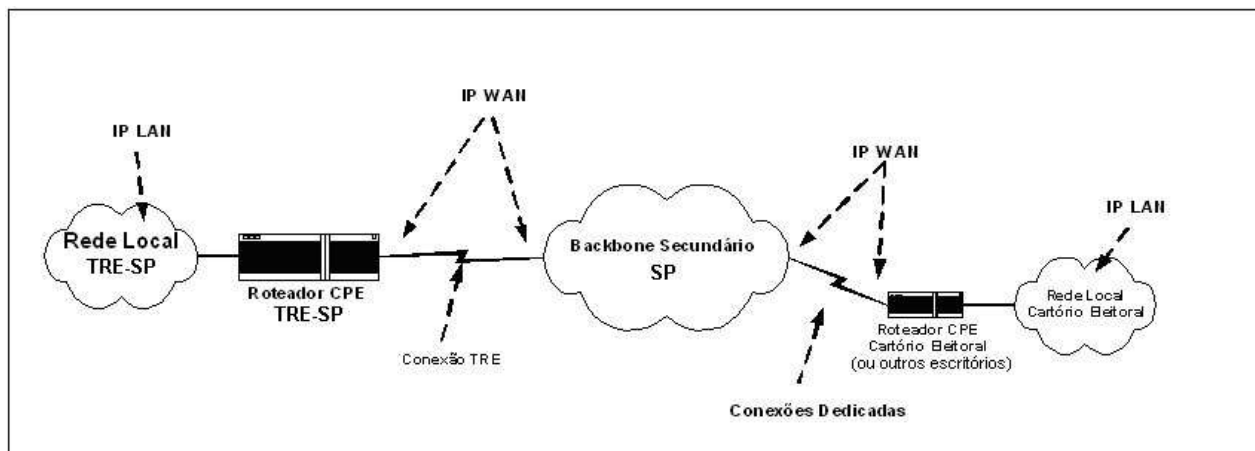 IP WAN
IP LAN
IP WAN
IP LAN
Rede Local
TRE-SP
Roteador CPE
TRE-SP
Conexão TRE
Backbone Secundário
SP
Roteador CPE
Cartório Eleitoral
(ou outros escritórios)
Rede Local
Cartório Eleitoral
Conexões Dedicadas